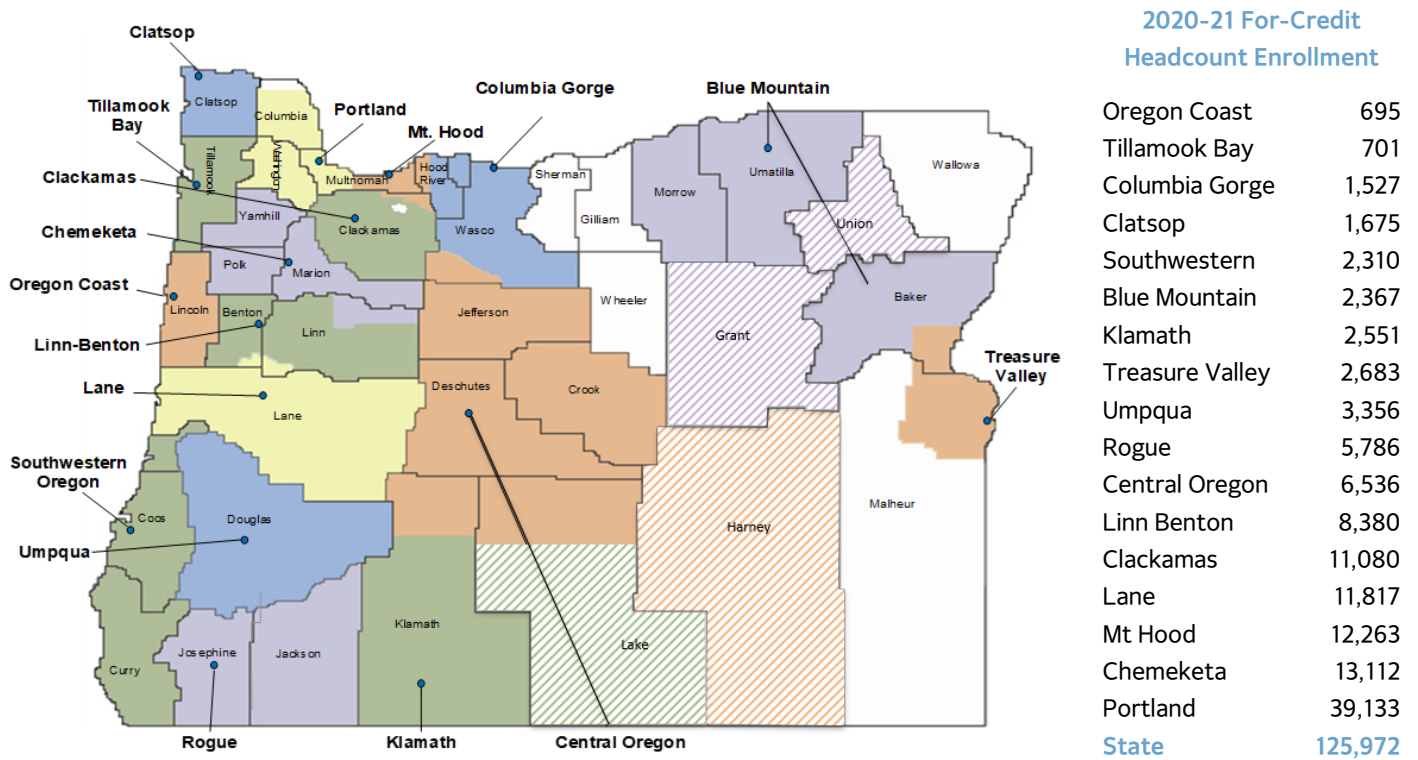 Clatsop
Tillamook
Bay
Portland
Columbia Gorge
Blue Mountain
Mt. Hood
Clackamas
Chemeketa
Oregon Coast
Linn-Benton
Lane
Southwestern
Oregon
Umpqua
Rogue
Klamath
Central Oregon
Treasure
Valley
Clatsop
Columbia
Tillamook
Multnomah
Hood
River
Sherman
Gilliam
Morrow
Umatilla
Union
Wallowa
Yamhill
Clackamas
Wasco
Polk
Marion
Lincoln
Benton
Linn
Jefferson
Wheeler
Grant
Baker
Deschutes
Crook
Lane
Coos
Douglas
Harney
Malheur
Curry
Josephine
Jackson
Klamath
Lake
2020-21 For-Credit
Headcount Enrollment
Oregon Coast 695
Tillamook Bay 701
Columbia Gorge 1,527
Clatsop 1,675
Southwestern 2,310
Blue Mountain 2,367
Klamath 2,551
Treasure Valley 2,683
Umpqua 3,356
Rogue 5,786
Central Oregon 6,536
Linn Benton 8,380
Clackamas 11,080
Lane 11,817
Mt Hood 12,263
Chemeketa 13,112
Portland 39,133
State 125,972